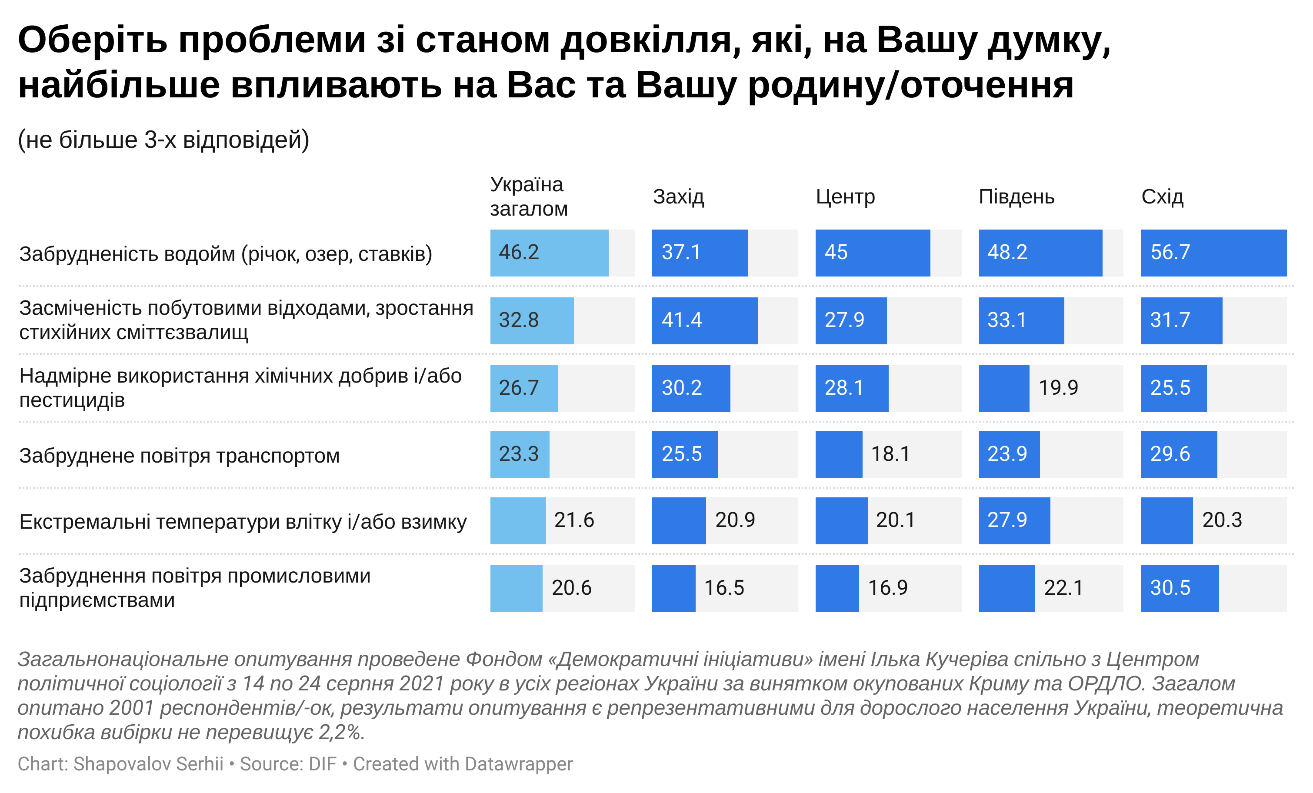 Оберіть проблеми зі станом довкілля, які, на Вашу думку,
найбільше впливають на Вас та Вашу родину/оточення
(не більше 3-х відповідей)
Україна
загалом
Захід
Центр
Південь
Схід
Забрудненість водойм (річок, озер, ставків)
46.2
37.1
45
48.2
56.7
Засміченість побутовими відходами, зростання
стихійних сміттєзвалищ
32.8
41.4
27.9
33.1
31.7
Надмірне використання хімічних добрив і/або
пестицидів
26.7
30.2
28.1
19.9
25.5
Забруднене повітря транспортом
23.3
25.5
18.1
23.9
29.6
Екстремальні температури влітку і/або взимку
21.6
20.9
20.1
27.9
20.3
Забруднення повітря промисловими
підприємствами
20.6
16.5
16.9
22.1
30.5
Загальнонаціональне опитування проведене Фондом «Демократичні ініціативи» імені Ілька Кучеріва спільно з Центром
політичної соціології з 14 по 24 серпня 2021 року в усіх регіонах України за винятком окупованих Криму та ОРДЛО. Загалом
опитано 2001 респондентів/-ок, результати опитування є репрезентативними для дорослого населення України, теоретична
похибка вибірки не перевищує 2,2%.
Chart: Shapovalov Serhii • Source: DIF • Created with Datawrapper